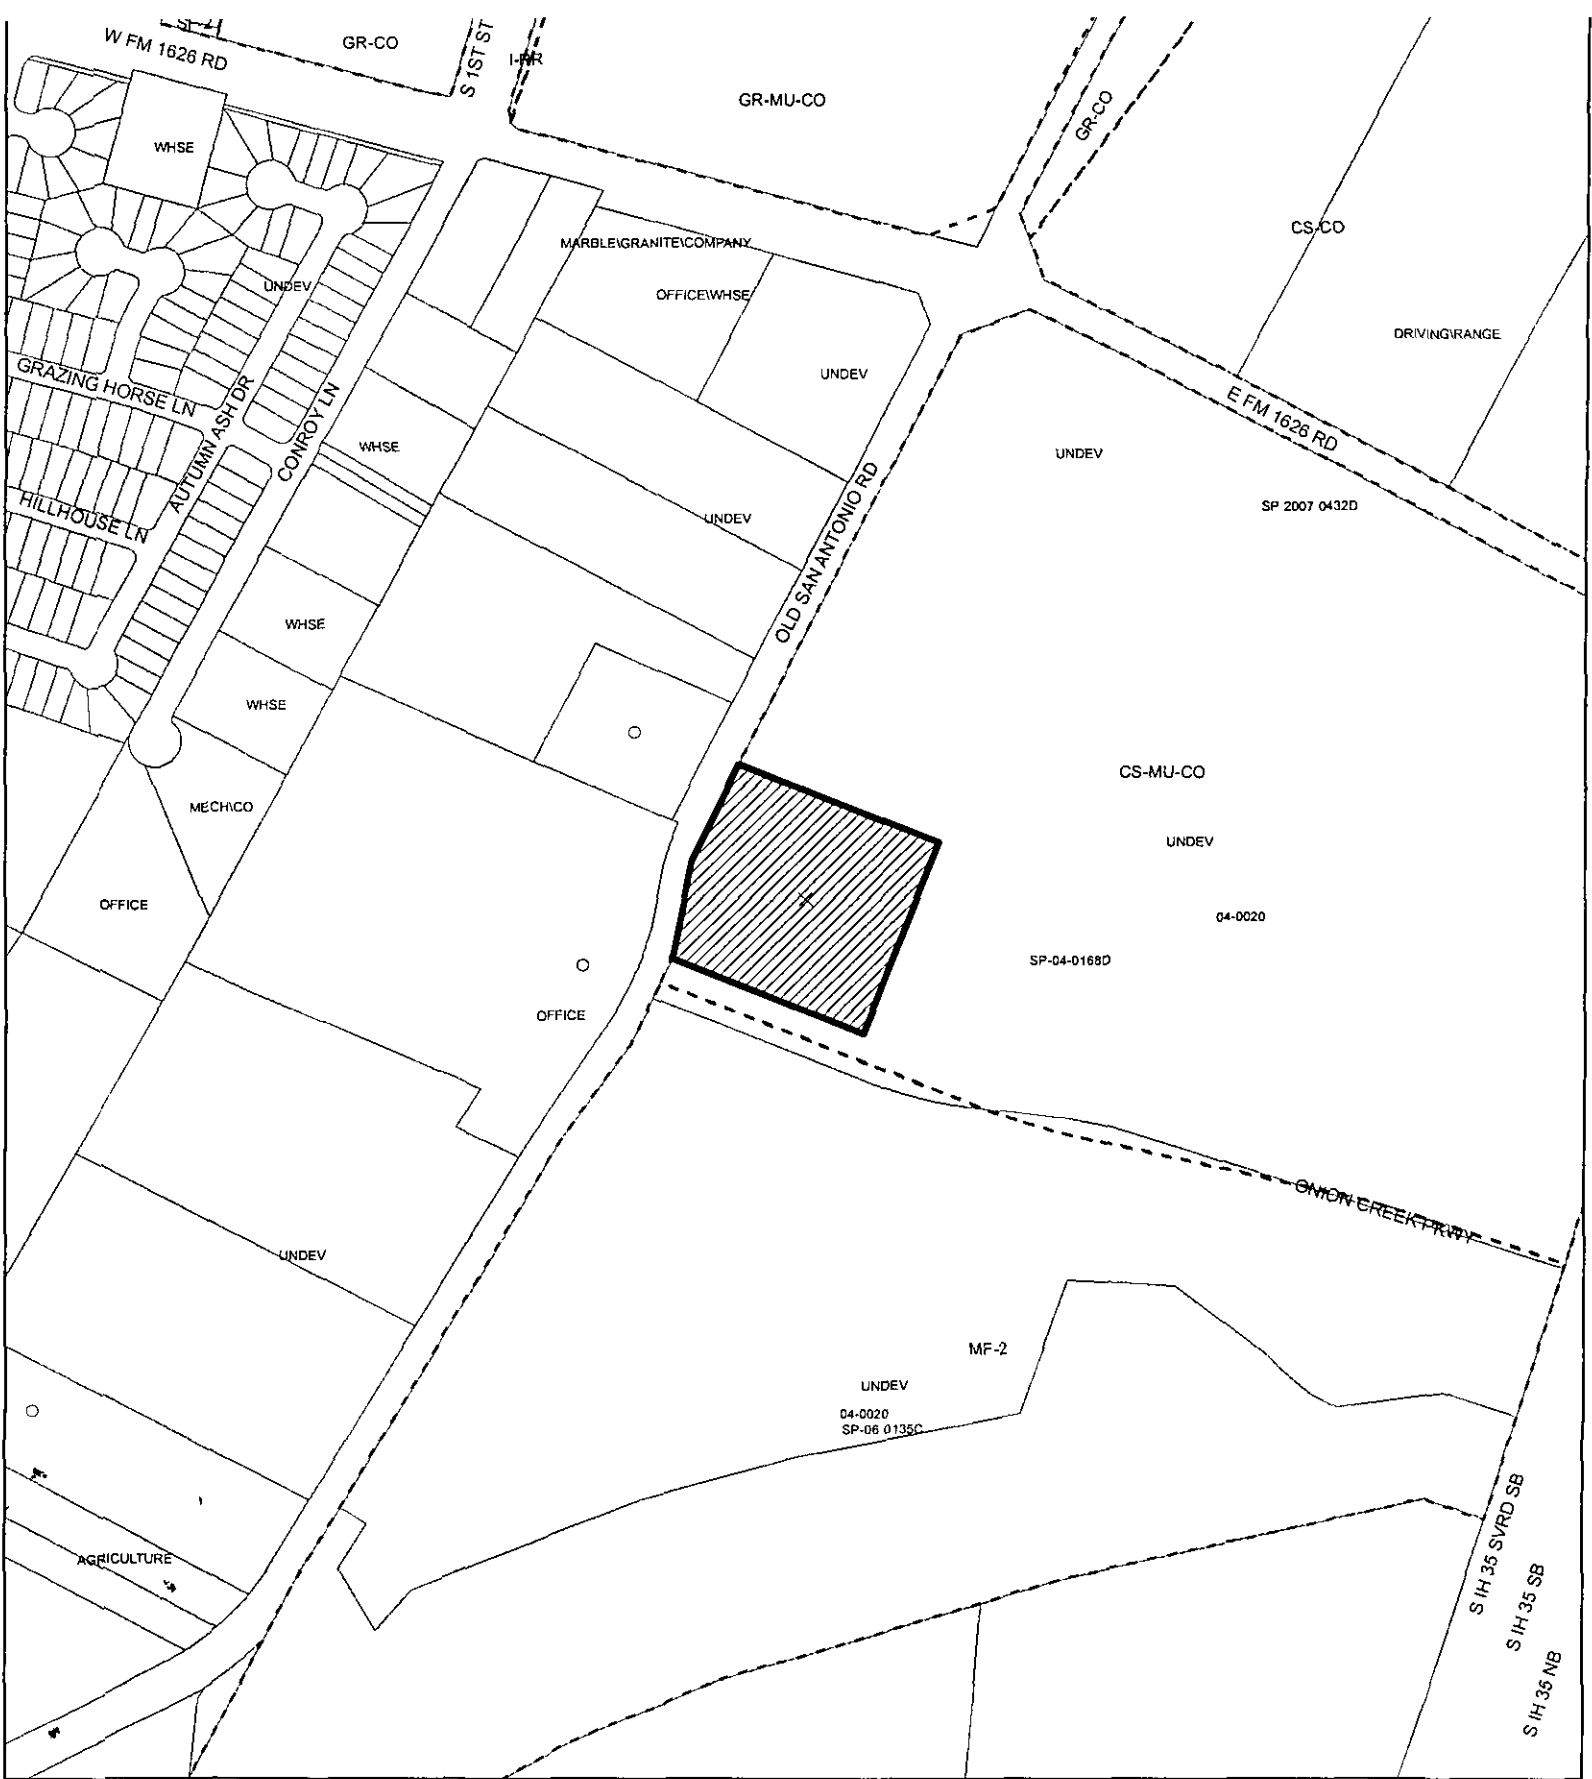 SF-2
W FM 1626 RD
GR-CO
S 1ST ST
I-RR
GR-MU-CO
GR-CO
WHSE
CS-CO
MARBLE\GRANITE\COMPANY
UNDEV
OFFICE\WHSE
DRIVING\RANGE
GRAZING HORSE LN
UNDEV
E FM 1626 RD
AUTUMN ASH DR
CONROY LN
WHSE
UNDEV
SP 2007 0432D
HILLHOUSE LN
UNDEV
OLD SAN ANTONIO RD
WHSE
WHSE
CS-MU-CO
MECH\CO
UNDEV
OFFICE
04-0020
SP-04-0168D
OFFICE
ONION CREEK PKWY
UNDEV
MF-2
UNDEV
04-0020
SP-06 0135C
S IH 35 SVRD SB
AGRICULTURE
S IH 35 SB
S IH 35 NB